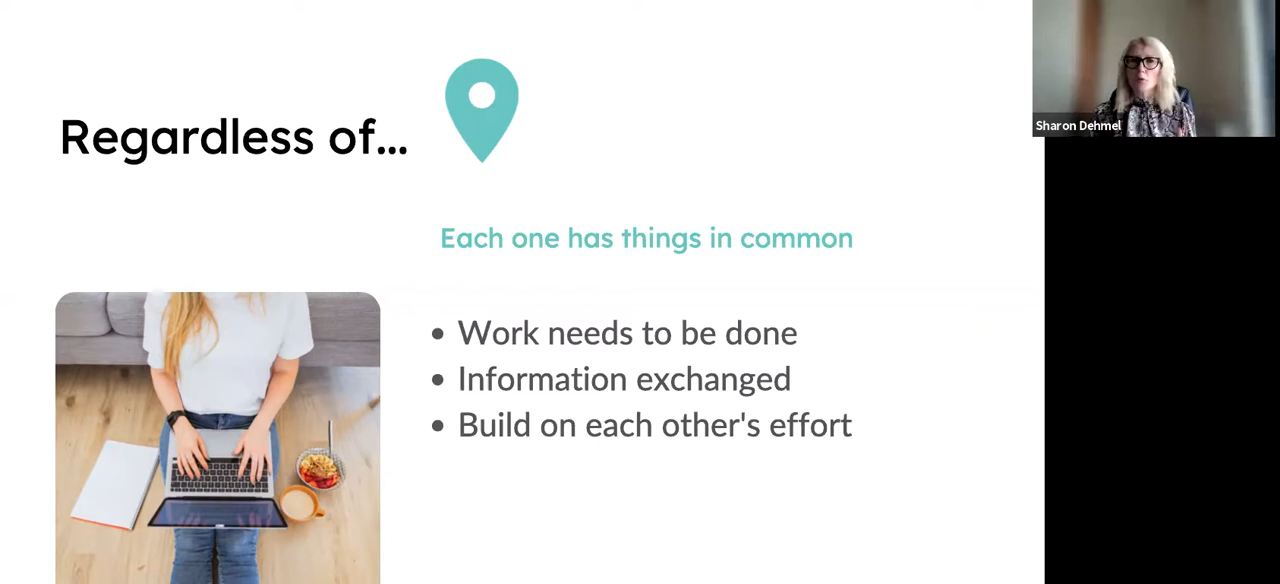 Regardless of...
Sharon Dehmel
Each one has things in common
• Work needs to be done
• Information exchanged
• Build on each other's effort